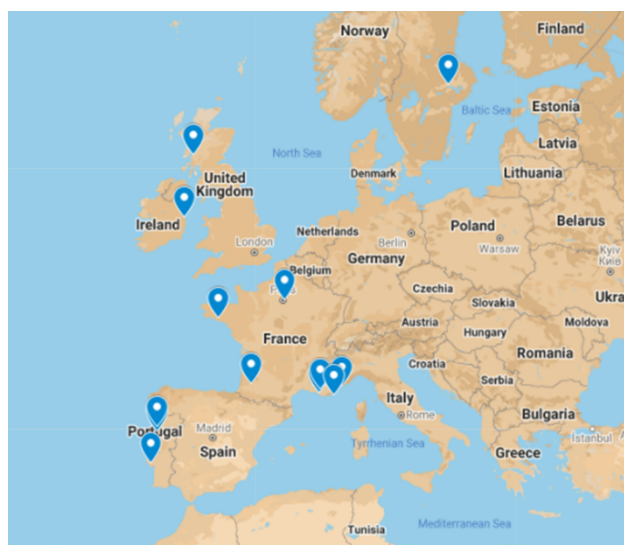 Norway
Finland
Baltic Sea
Estonia
Latvia
North Sea
Denmark
Lithuania
United
Kingdom
Ireland
Belarus
Poland
Netherlands
Berlin
London
Warsaw
Kyiv
Київ
Belgium
Germany
Czechia
Ukra
Slovakia
Moldova
Austria
Hungary
France
Romania
Croatia
Serbia
Italy
Bulgaria
Rome
Portugal
Madrid
Istanbul
Tyrrhenian Sea
Spain
Greece
Mediterranean Sea
Tunisia